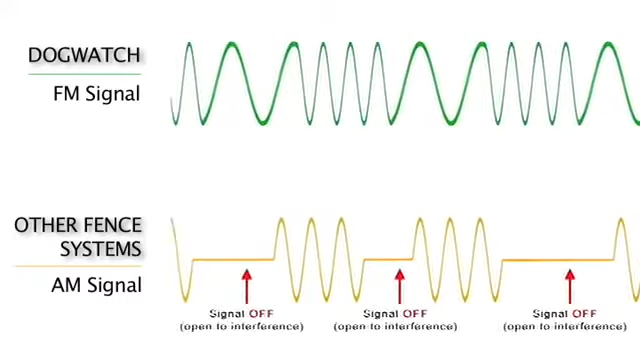 DOGWATCH
FM Signal
OTHER FENCE
SYSTEMS
AM Signal
Signal OFF
(open to interference)
Signal OFF
(open to interference)
Signal OFF
(open to interference)